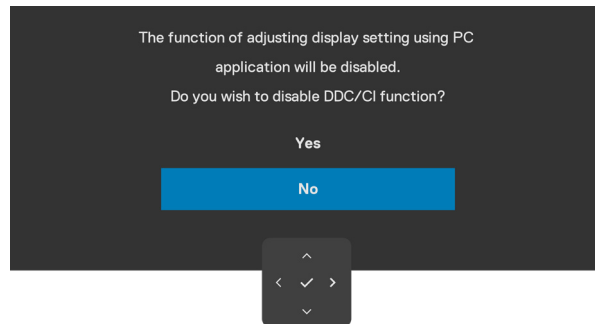 The function of adjusting display setting using PC
application will be disabled.
Do you wish to disable DDC/CI function?
Yes
No